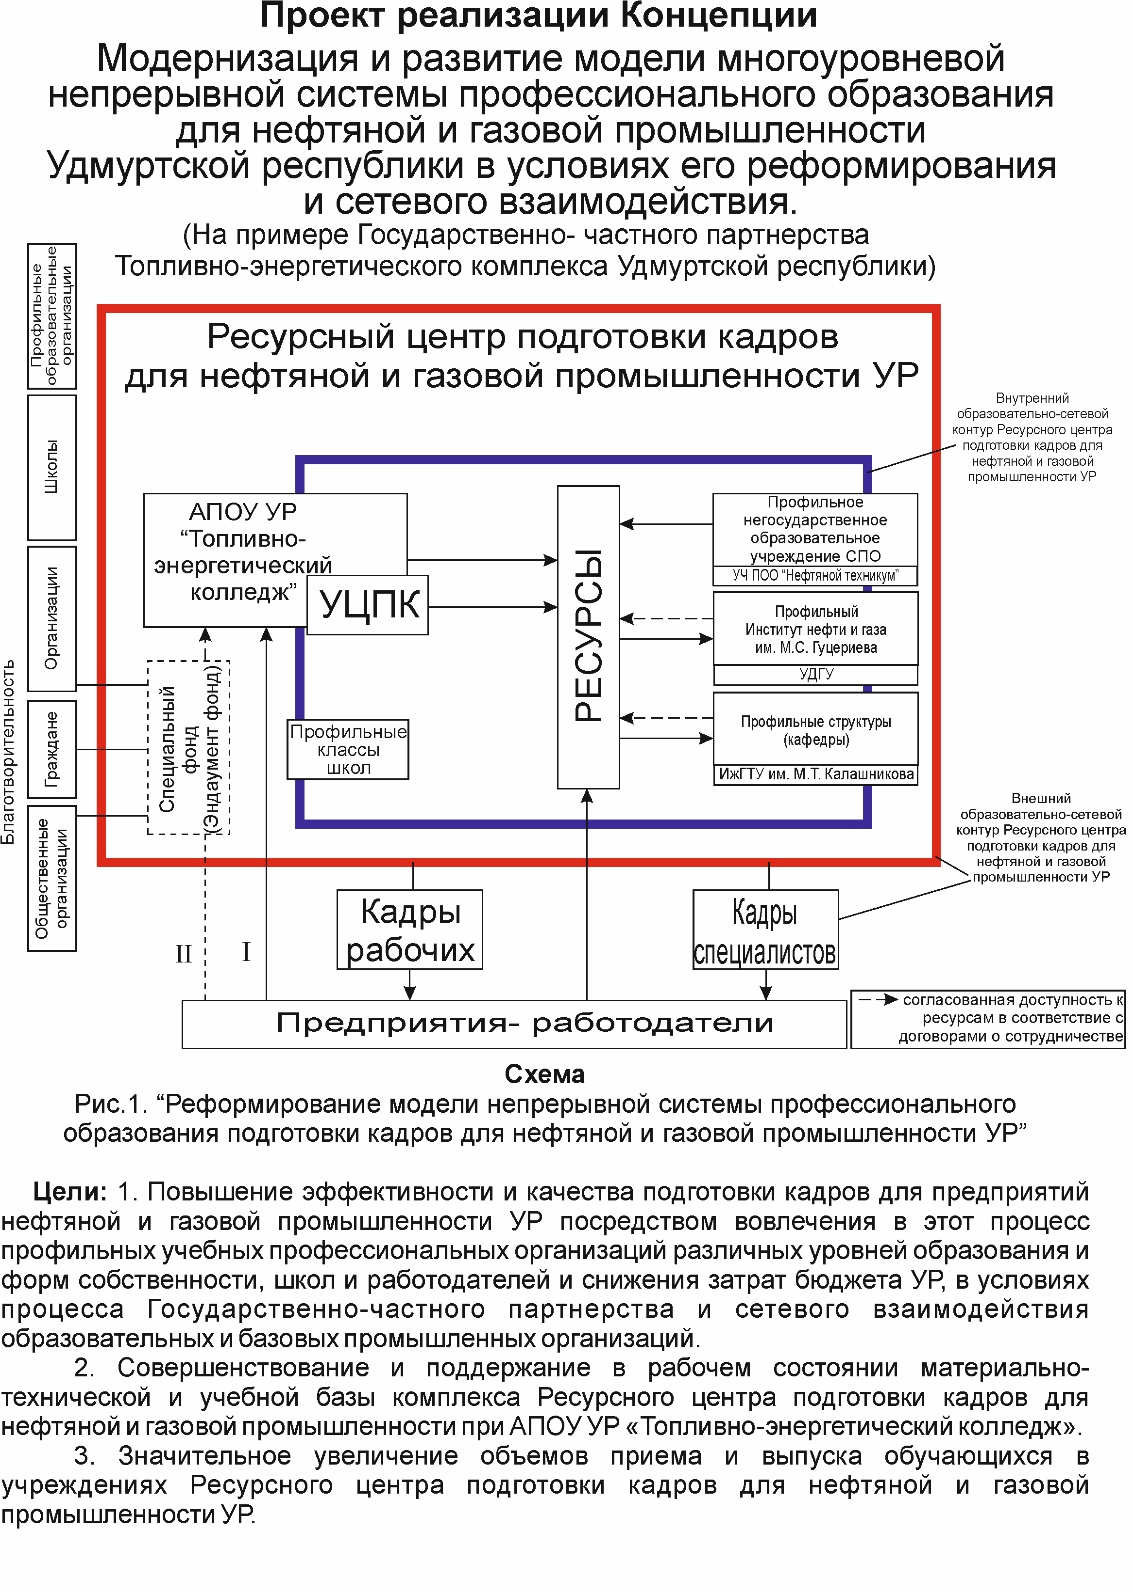 Проект реализации Концепции
Модернизация и развитие модели многоуровневой
непрерывной системы профессионального образования
для нефтяной и газовой промышленности
Удмуртской республики в условиях его реформирования
и сетевого взаимодействия.
(На примере Государственно- частного партнерства
Топливно-энергетического комплекса Удмуртской республики)
Профильные
образовательные
организации
Школы
Организации
Граждане
Общественные
организации
Благотворительность
Ресурсный центр подготовки кадров
для нефтяной и газовой промышленности УР
Внутренний
образовательно-сетевой
контур Ресурсного центра
подготовки кадров для
нефтяной и газовой
промышленности УР
АПОУ УР
“Топливно-
энергетический
колледж”
УЦПК
РЕСУРСЫ
Профильное
негосударственное
образовательное
учреждение СПО
УЧ ПОО “Нефтяной техникум”
Профильный
Институт нефти и газа
им. М.С. Гуцериева
УДГУ
Профильные структуры
(кафедры)
ИжГТУ им. М.Т. Калашникова
Специальный
фонд
(Эндаумент фонд)
Профильные
классы
школ
Внешний
образовательно-сетевой
контур Ресурсного центра
подготовки кадров для
нефтяной и газовой
промышленности УР
Кадры
рабочих
Кадры
специалистов
II
I
Предприятия- работодатели
согласованная доступность к
ресурсам в соответствие с
договорами о сотрудничестве
Схема
Рис.1. “Реформирование модели непрерывной системы профессионального
образования подготовки кадров для нефтяной и газовой промышленности УР”
Цели: 1. Повышение эффективности и качества подготовки кадров для предприятий
нефтяной и газовой промышленности УР посредством вовлечения в этот процесс
профильных учебных профессиональных организаций различных уровней образования и
форм собственности, школ и работодателей и снижения затрат бюджета УР, в условиях
процесса Государственно-частного партнерства и сетевого взаимодействия
образовательных и базовых промышленных организаций.
2. Совершенствование и поддержание в рабочем состоянии материально-
технической и учебной базы комплекса Ресурсного центра подготовки кадров для
нефтяной и газовой промышленности при АПОУ УР «Топливно-энергетический колледж».
3. Значительное увеличение объемов приема и выпуска обучающихся в
учреждениях Ресурсного центра подготовки кадров для нефтяной и газовой
промышленности УР.